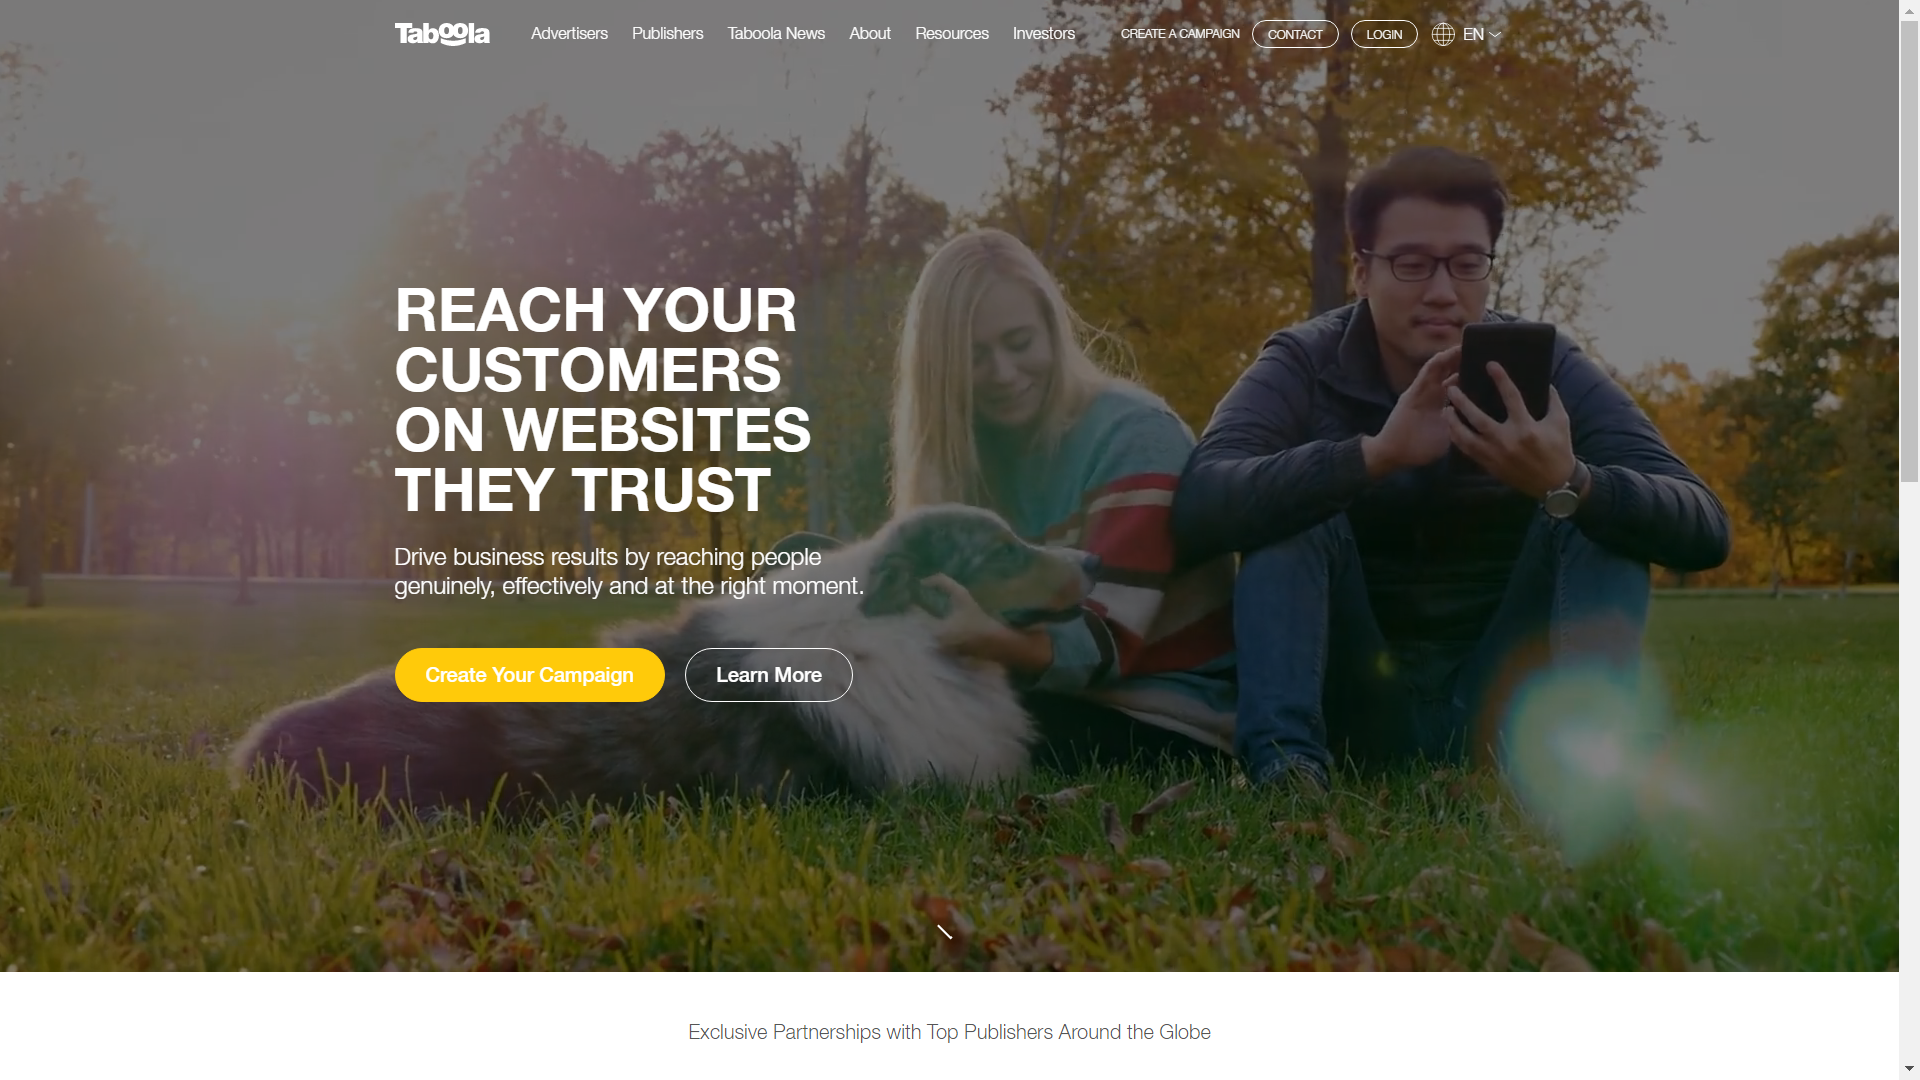 Taboola
Advertisers
Publishers
Taboola News
About
Resources
Investors
CREATE A CAMPAIGN
CONTACT
LOGIN
EN
REACH YOUR
CUSTOMERS
ON WEBSITES
THEY TRUST
Drive business results by reaching people
genuinely, effectively and at the right moment.
Create Your Campaign
Learn More
Exclusive Partnerships with Top Publishers Around the Globe